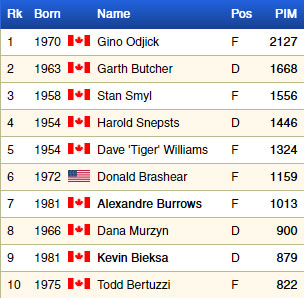 Rk Born Name Pos PIM
1 1970 Gino Odjick F 2127
2 1963 Garth Butcher D 1668
3 1958 Stan Smyl F 1556
4 1954 Harold Snepsts D 1446
5 1954 Dave 'Tiger' Williams F 1324
6 1972 Donald Brashear F 1159
7 1981 Alexandre Burrows F 1013
8 1966 Dana Murzyn D 900
9 1981 Kevin Bieksa D 879
10 1975 Todd Bertuzzi F 822